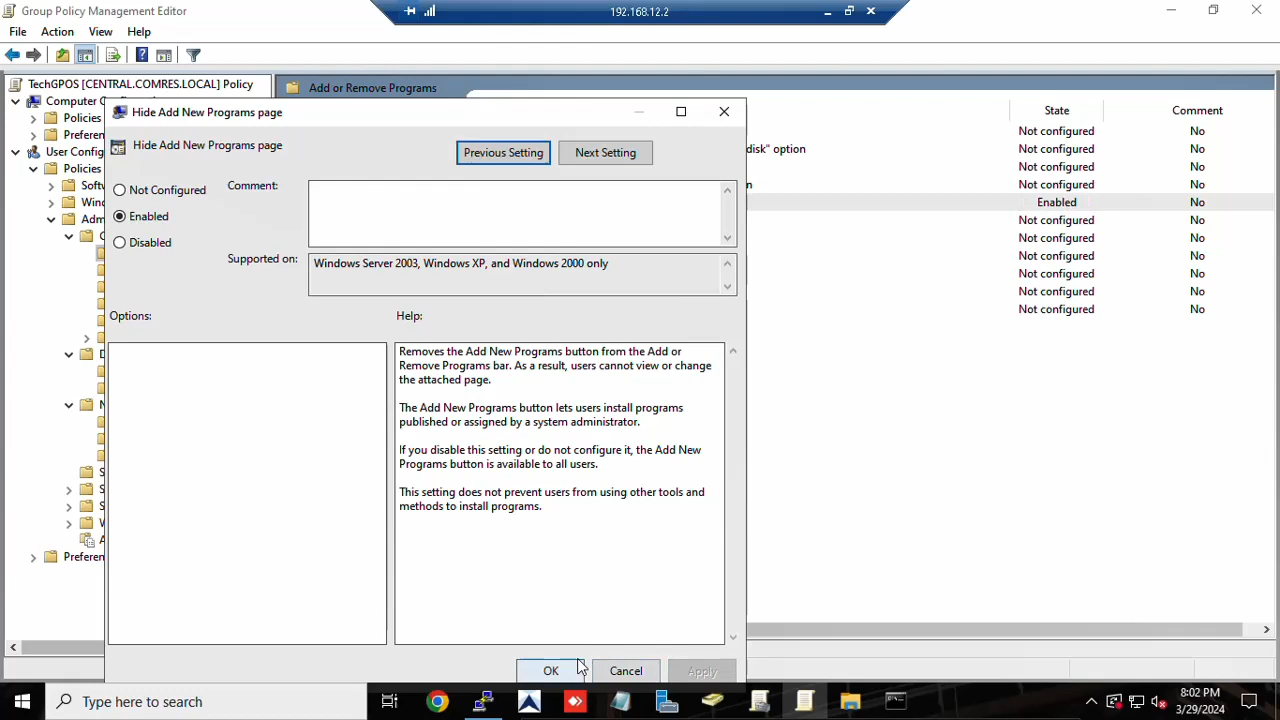 Group Policy Management Editor
192.168.12.2
File Action View Help
TechGPOS [CENTRAL.COMRES.LOCAL] Policy
Add or Remove Programs
Computer
Policies
Prefere
User Config
Policies
Softw
Wind
Adm
C
D
N
S
S
S
W
A
Preferen
Hide Add New Programs page
Hide Add New Programs page
Previous Setting
Next Setting
Not Configured
Enabled
Disabled
Comment:
Supported on:
Windows Server 2003, Windows XP, and Windows 2000 only
Options:
Help:
Removes the Add New Programs button from the Add or
Remove Programs bar. As a result, users cannot view or change
the attached page.
The Add New Programs button lets users install programs
published or assigned by a system administrator.
If you disable this setting or do not configure it, the Add New
Programs button is available to all users.
This setting does not prevent users from using other tools and
methods to install programs.
OK
Cancel
Apply
State Comment
Not configured No
disk" option Not configured No
Not configured No
n Not configured No
Enabled No
Not configured No
Not configured No
Not configured No
Not configured No
Not configured No
Not configured No
Type here to search
8:02 PM
3/29/2024